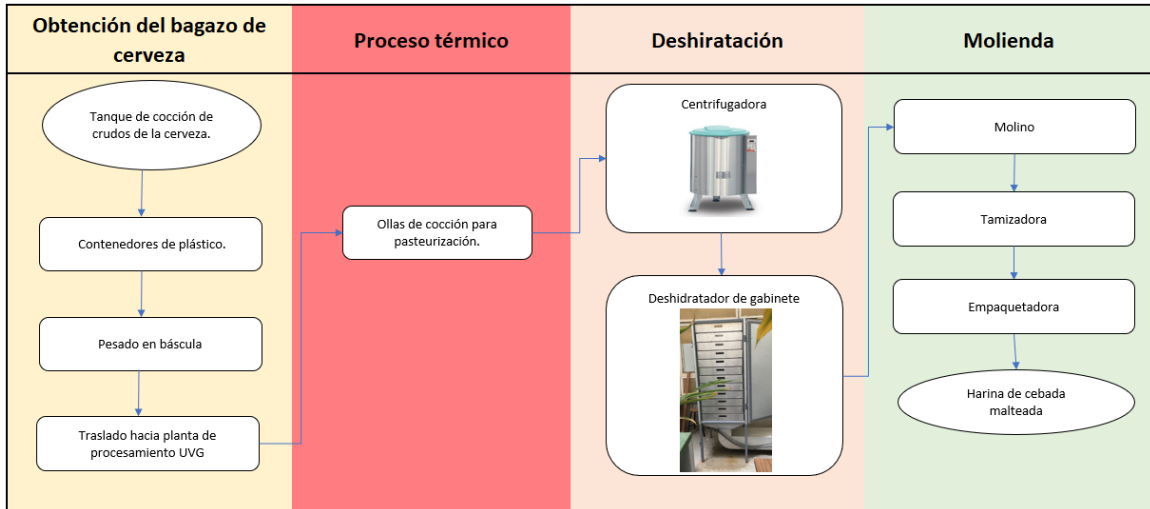 Obtención del bagazo de
cerveza
Proceso térmico
Deshiratación
Molienda
Tanque de cocción de
crudos de la cerveza.
Contenedores de plástico.
Pesado en báscula
Traslado hacia planta de
procesamiento UVG
Ollas de cocción para
pasteurización.
Centrifugadora
Deshidratador de gabinete
Molino
Tamizadora
Empaquetadora
Harina de cebada
malteada